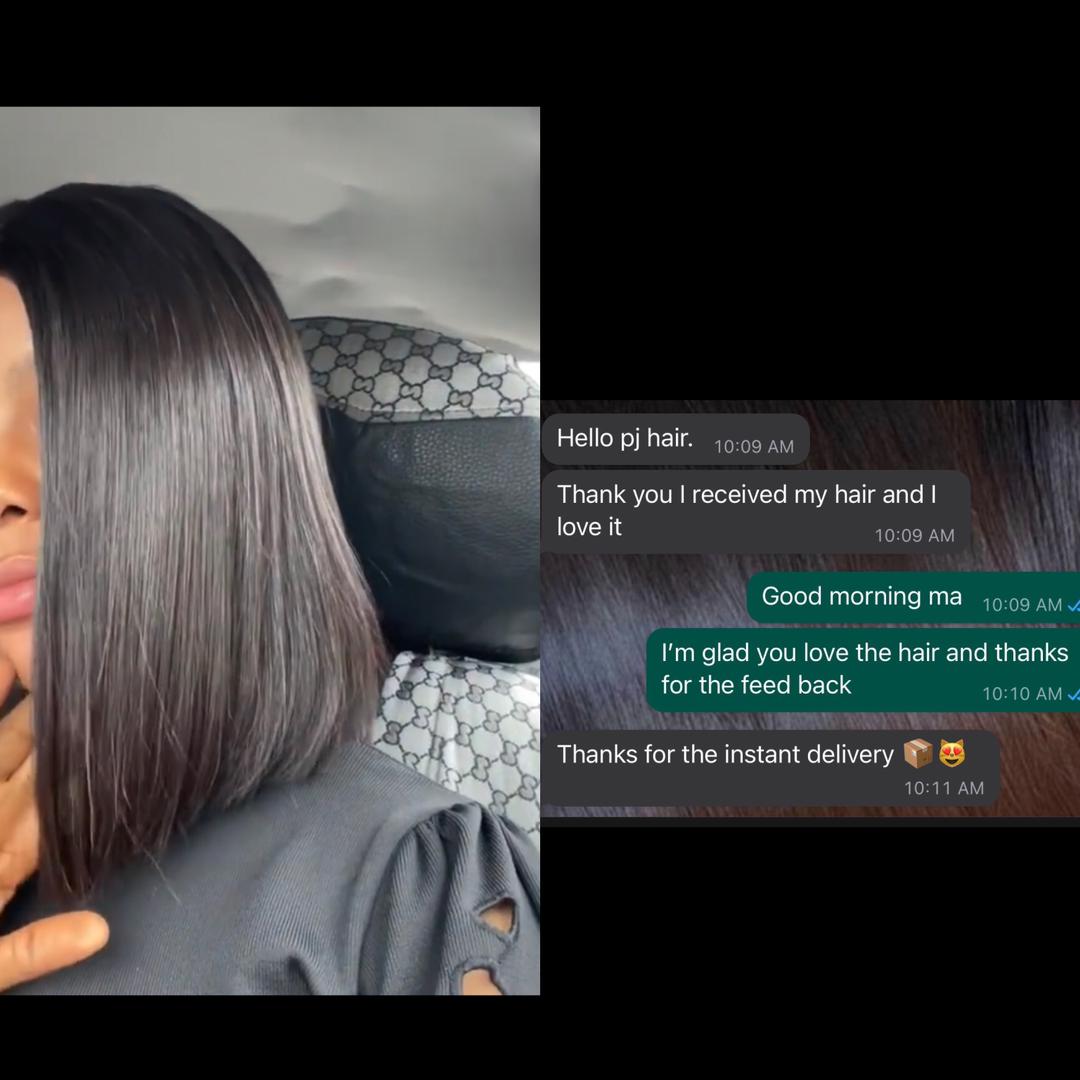 Hello pj hair. 10:09 AM
Thank you I received my hair and I
love it 10:09 AM
Good morning ma 10:09 AM
I’m glad you love the hair and thanks
for the feed back 10:10 AM
Thanks for the instant delivery 📦😻
10:11 AM